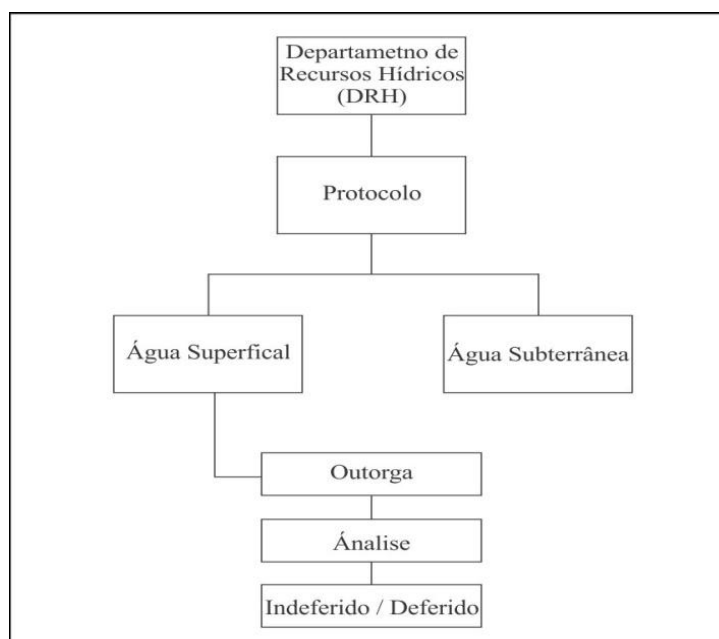 Departametno de
Recursos Hídricos
(DRH)
Protocolo
Água Superfical
Água Subterrânea
Outorga
Ánalise
Indeferido / Deferido